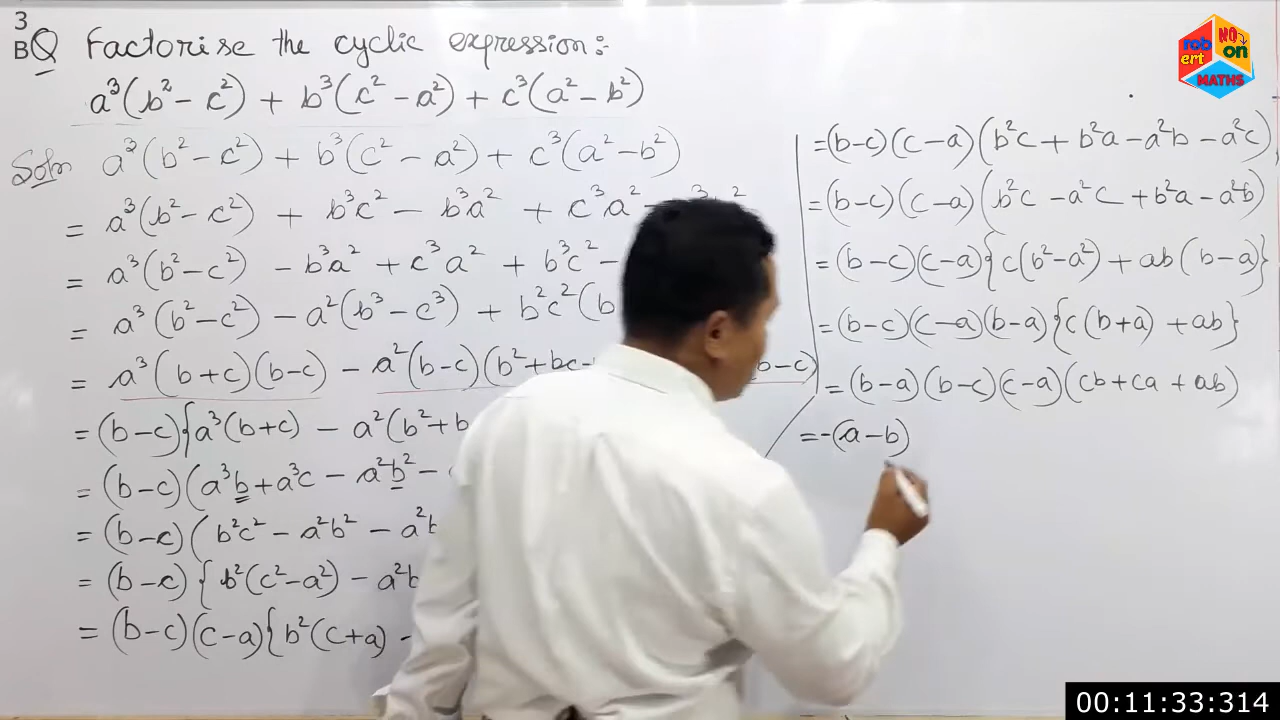 3
BQ Factorise the cyclic expression:-
a³(b² - c²) + b³(c² - a²) + c³(a² - b²)
Soln a³(b² - c²) + b³(c² - a²) + c³(a² - b²)
= a³(b² - c²) + b³c² - b³a² + c³a²
= a³(b² - c²) - b³a² + c³a² + b³c² -
= a³(b² - c²) - a²(b³ - c³) + b²c²(b
= a³(b+c)(b-c) - a²(b-c)(b²+bc b-c)
= (b-c){a³(b+c) - a²(b²+b
= (b-c)(a³b + a³c - a²b² -
= (b-c)(b²c² - a²b² - a²b
= (b-c){b²(c²-a²) - a²b
= (b-c)(c-a){b²(c+a) -
= (b-c)(c-a)(b²c + b²a - a²b - a²c)
= (b-c)(c-a)(b²c - a²c + b²a - a²b)
= (b-c)(c-a){c(b²-a²) + ab(b-a)}
= (b-c)(c-a)(b-a){c(b+a) + ab}
= (b-a)(b-c)(c-a)(cb + ca + ab)
= -(a-b)
robert
NO on
MATHS
00:11:33:314